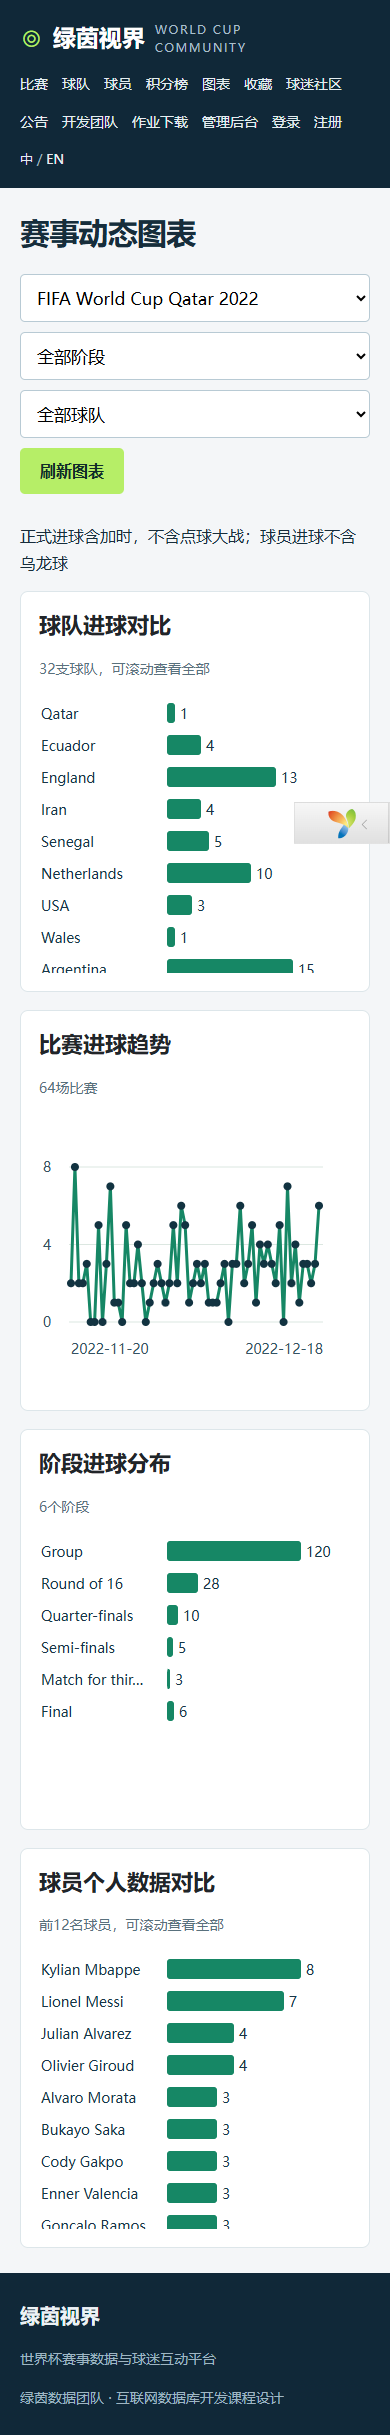 绿茵视界 WORLD CUP
COMMUNITY
比赛 球队 球员 积分榜 图表 收藏 球迷社区
公告 开发团队 作业下载 管理后台 登录 注册
中 / EN
赛事动态图表
FIFA World Cup Qatar 2022
全部阶段
全部球队
刷新图表
正式进球含加时，不含点球大战；球员进球不含
乌龙球
球队进球对比
32支球队，可滚动查看全部
Qatar 1
Ecuador 4
England 13
Iran 4
Senegal 5
Netherlands 10
USA 3
Wales 1
Argentina 15
比赛进球趋势
64场比赛
8
4
0
2022-11-20 2022-12-18
阶段进球分布
6个阶段
Group 120
Round of 16 28
Quarter-finals 10
Semi-finals 5
Match for thir... 3
Final 6
球员个人数据对比
前12名球员，可滚动查看全部
Kylian Mbappe 8
Lionel Messi 7
Julian Alvarez 4
Olivier Giroud 4
Alvaro Morata 3
Bukayo Saka 3
Cody Gakpo 3
Enner Valencia 3
Goncalo Ramos 3
绿茵视界
世界杯赛事数据与球迷互动平台
绿茵数据团队 · 互联网数据库开发课程设计